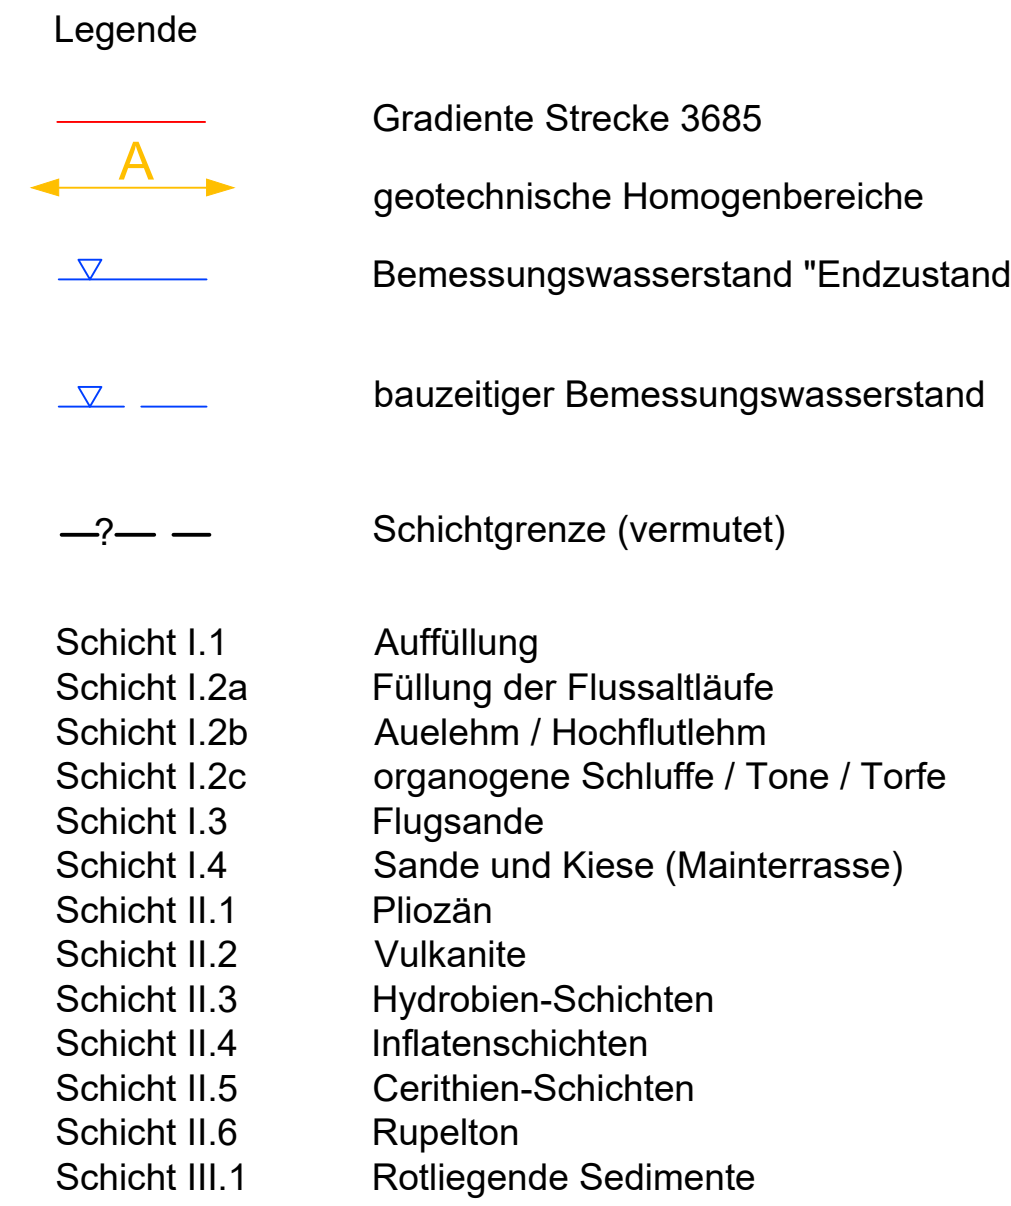 Legende
Gradiente Strecke 3685
A
geotechnische Homogenbereiche
Bemessungswasserstand "Endzustand
bauzeitiger Bemessungswasserstand
? Schichtgrenze (vermutet)
Schicht I.1 Auffüllung
Schicht I.2a Füllung der Flussaltläufe
Schicht I.2b Auelehm / Hochflutlehm
Schicht I.2c organogene Schluffe / Tone / Torfe
Schicht I.3 Flugsande
Schicht I.4 Sande und Kiese (Mainterrasse)
Schicht II.1 Pliozän
Schicht II.2 Vulkanite
Schicht II.3 Hydrobien-Schichten
Schicht II.4 Inflatenschichten
Schicht II.5 Cerithien-Schichten
Schicht II.6 Rupelton
Schicht III.1 Rotliegende Sedimente